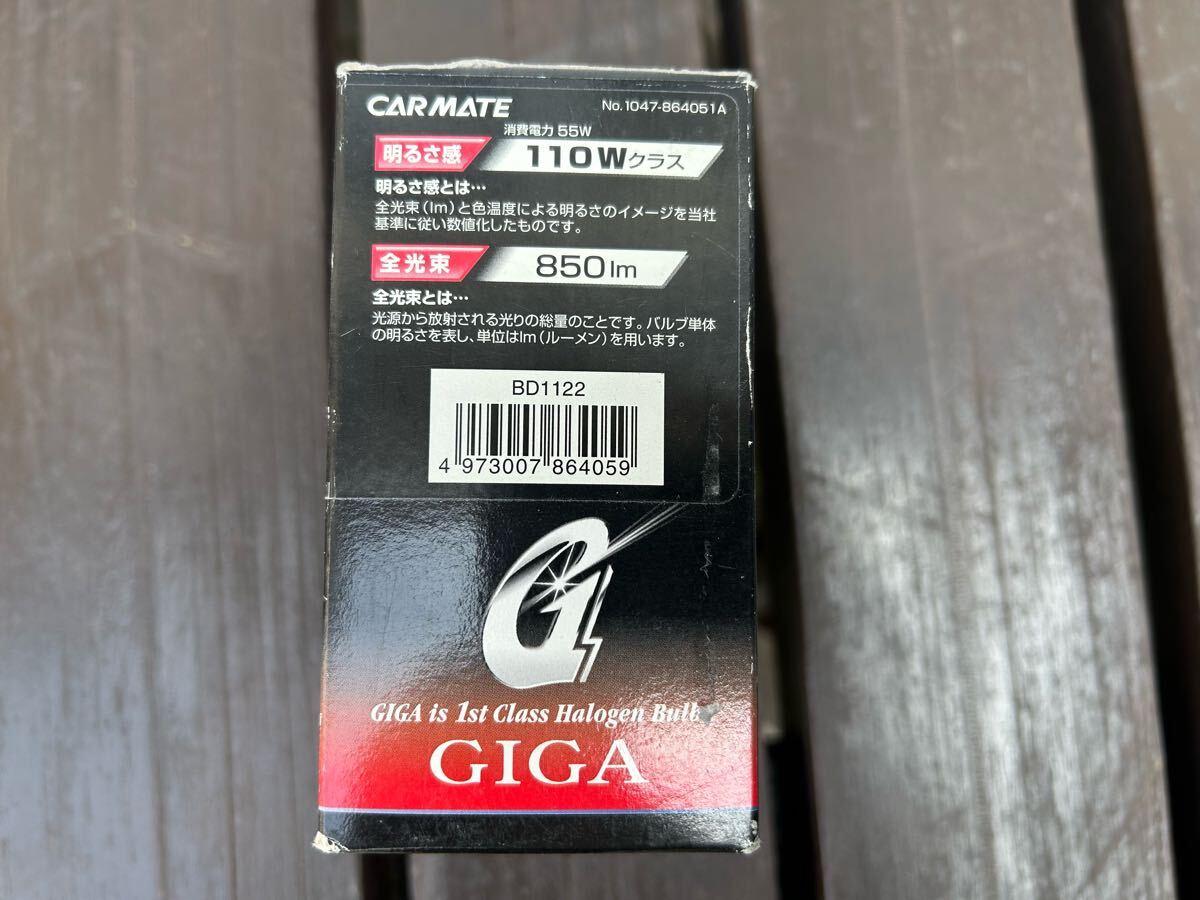 CARMATE No.1047-864051A
消費電力 55W
明るさ感 110Wクラス
明るさ感とは…
全光束(lm)と色温度による明るさのイメージを当社
基準に従い数値化したものです。
全光束 850lm
全光束とは…
光源から放射される光りの総量のことです。バルブ単体
の明るさを表し、単位はlm(ルーメン)を用います。
BD1122
4 973007 864059
G
GIGA is 1st Class Halogen Bulb
GIGA